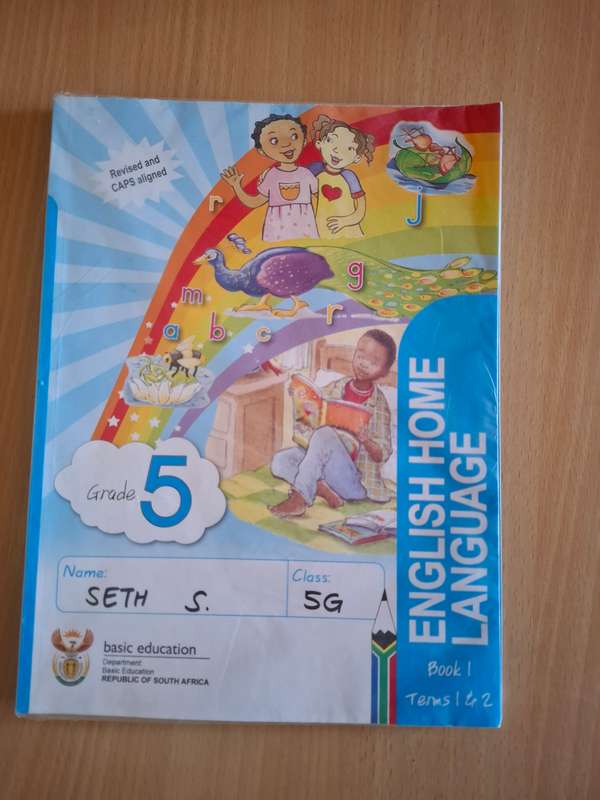 Revised and
CAPS aligned
r
j
g
m
r
a b c
Grade 5
ENGLISH HOME
LANGUAGE
Name:
SETH S.
Class:
5G
Book 1
Terms 1 & 2
basic education
Department
Basic Education
REPUBLIC OF SOUTH AFRICA